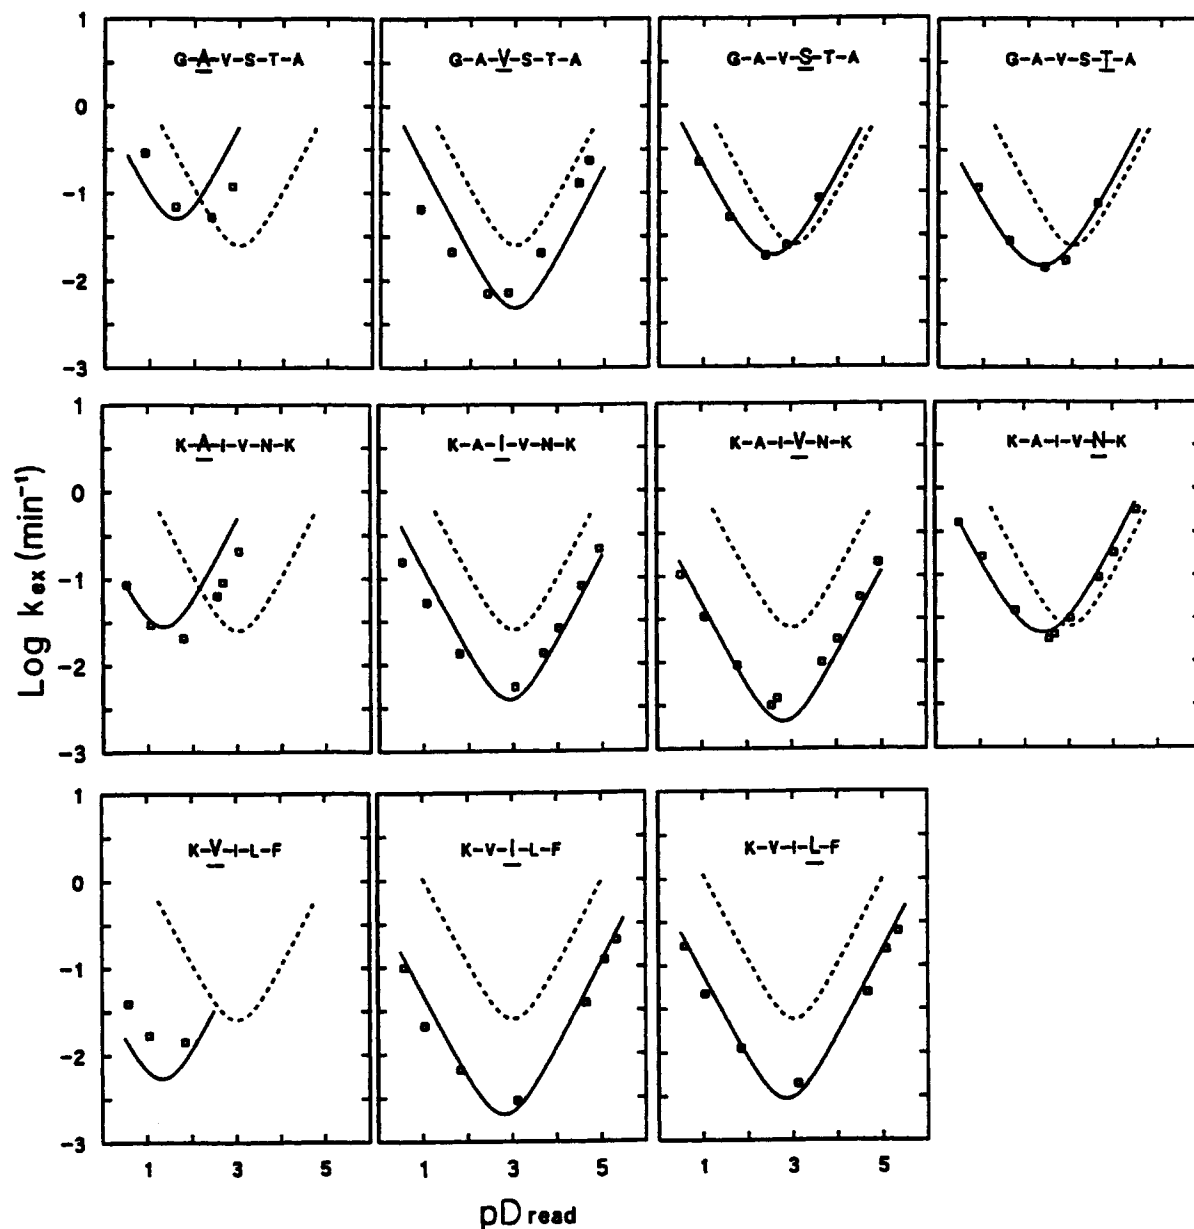 1
G-A-V-S-T-A
G-A-V-S-T-A
G-A-V-S-T-A
G-A-V-S-T-A
0
-1
-2
-3
1
K-A-I-V-N-K
K-A-I-V-N-K
K-A-I-V-N-K
K-A-I-V-N-K
0
-1
-2
-3
Log kex (min⁻¹)
1
K-V-I-L-F
K-V-I-L-F
K-V-I-L-F
0
-1
-2
-3
1 3 5 1 3 5 1 3 5
pDread